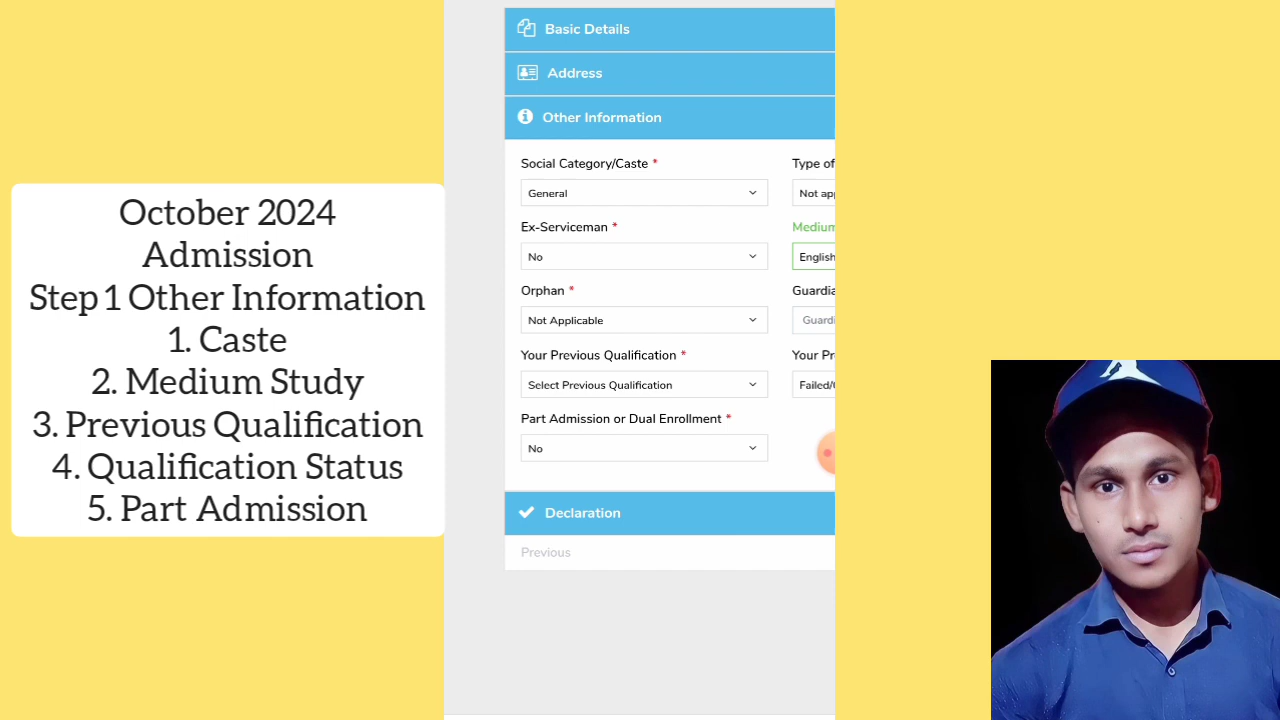 October 2024
Admission
Step 1 Other Information
1. Caste
2. Medium Study
3. Previous Qualification
4. Qualification Status
5. Part Admission
Basic Details
Address
Other Information
Social Category/Caste *
General
Type of
Not app
Ex-Serviceman *
No
Medium
English
Orphan *
Not Applicable
Guardia
Guardi
Your Previous Qualification *
Select Previous Qualification
Your Pr
Failed/
Part Admission or Dual Enrollment *
No
Declaration
Previous